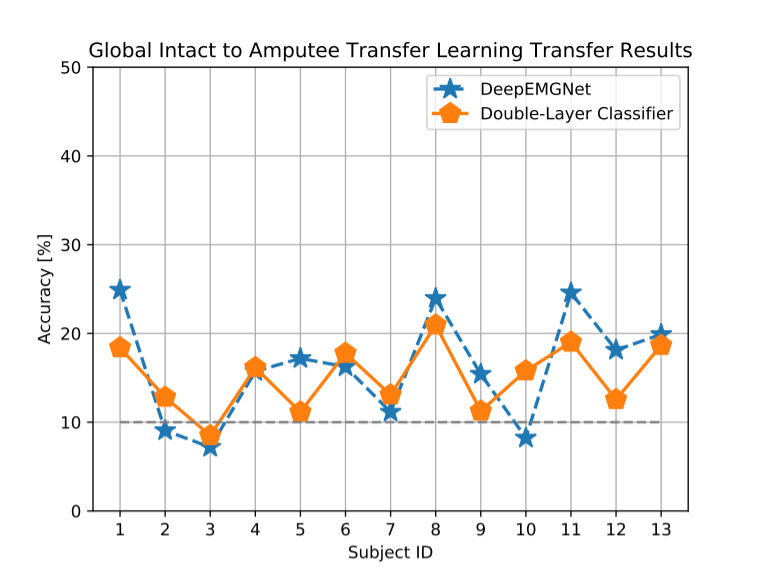 Global Intact to Amputee Transfer Learning Transfer Results
50
40
30
20
10
0
Accuracy [%]
DeepEMGNet
Double-Layer Classifier
1 2 3 4 5 6 7 8 9 10 11 12 13
Subject ID